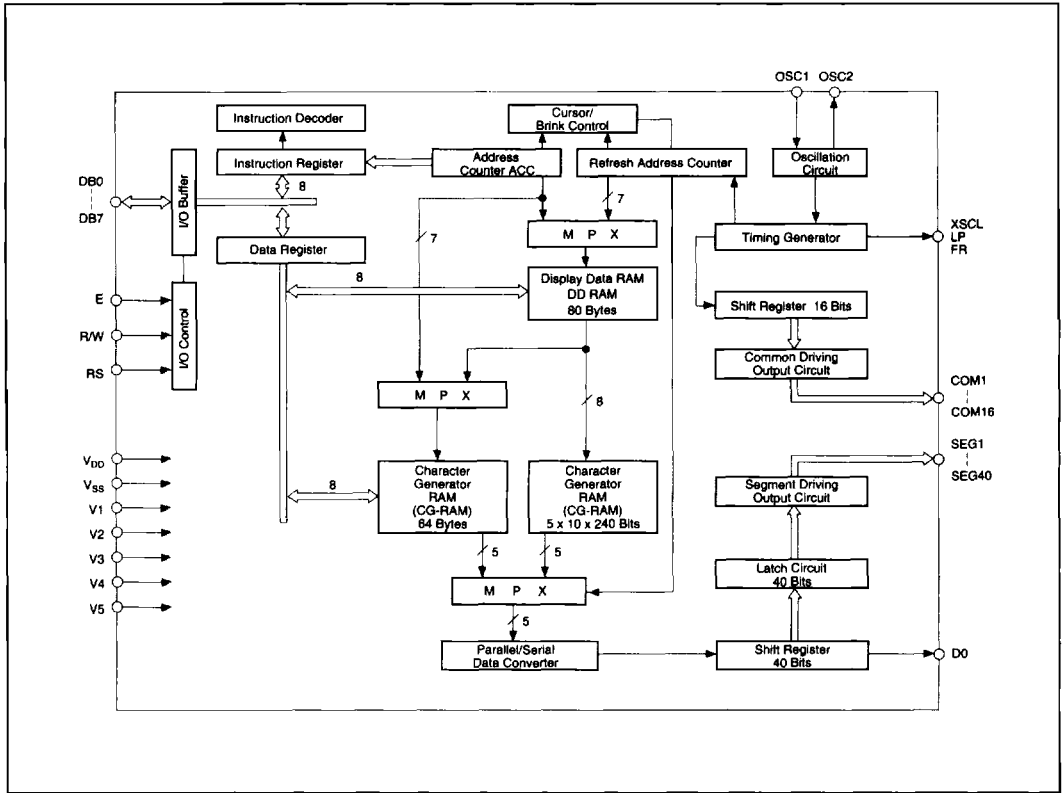 OSC1 OSC2
Instruction Decoder
Cursor/
Brink Control
Instruction Register
Address
Counter ACC
Refresh Address Counter
Oscillation
Circuit
DB0
DB7
I/O Buffer
8
7
7
M P X
Timing Generator
XSCL
LP
FR
Data Register
8
Display Data RAM
DD RAM
80 Bytes
E
R/W
RS
I/O Control
Shift Register 16 Bits
Common Driving
Output Circuit
M P X
8
COM1
COM16
VDD
VSS
V1
V2
V3
V4
V5
8
Character
Generator
RAM
(CG-RAM)
64 Bytes
Character
Generator
RAM
(CG-RAM)
5 x 10 x 240 Bits
SEG1
SEG40
Segment Driving
Output Circuit
5
5
Latch Circuit
40 Bits
M P X
5
Parallel/Serial
Data Converter
Shift Register
40 Bits
D0